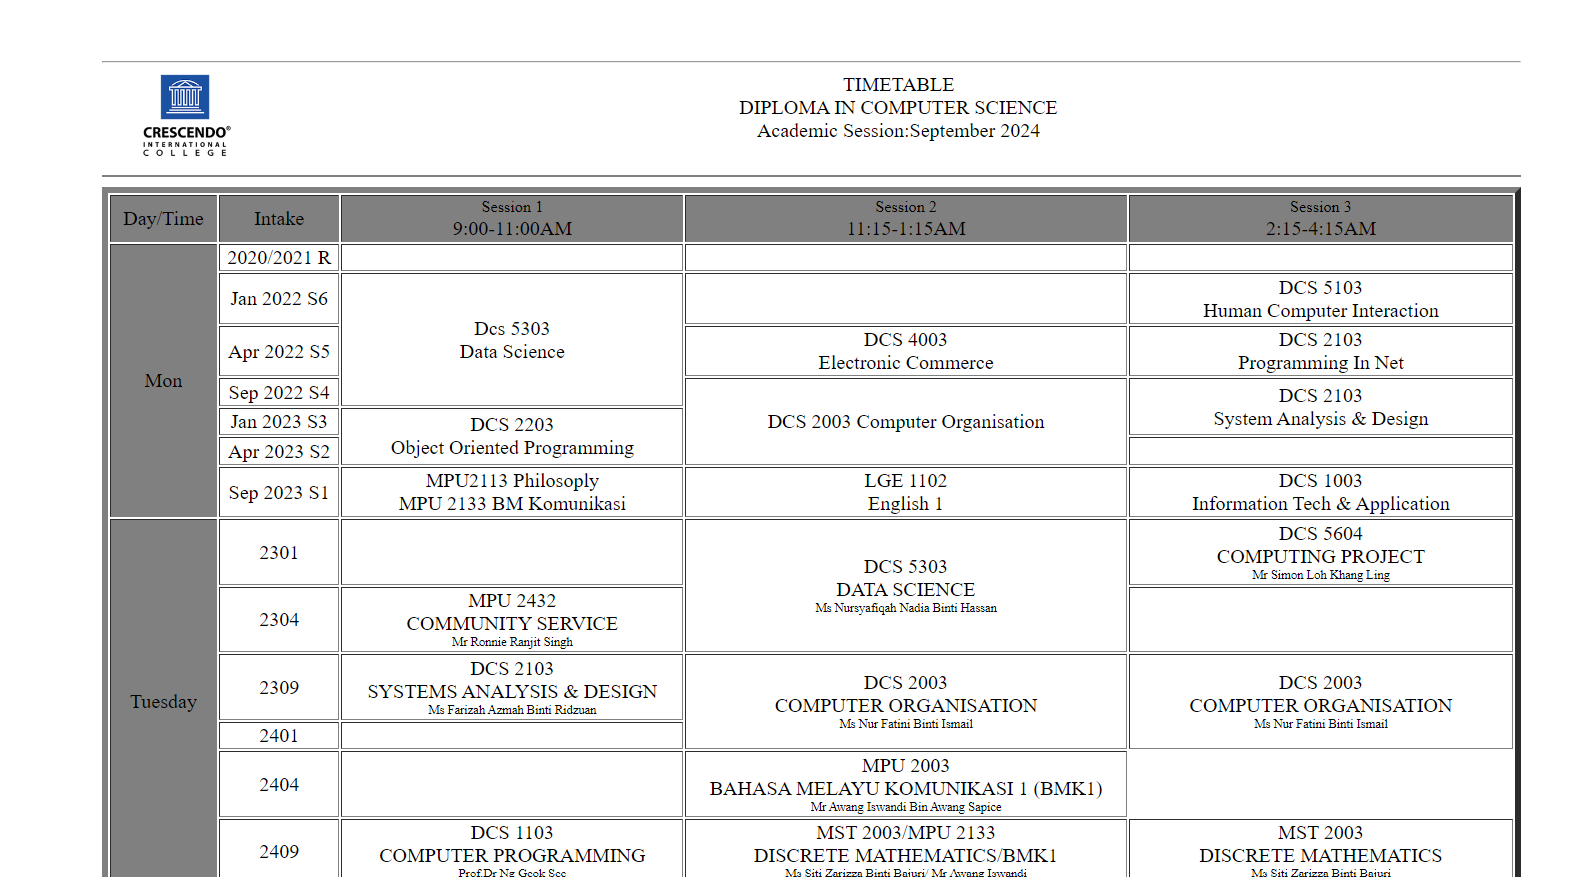 CRESCENDO®
INTERNATIONAL
COLLEGE
TIMETABLE
DIPLOMA IN COMPUTER SCIENCE
Academic Session:September 2024
Day/Time
Intake
Session 1
9:00-11:00AM
Session 2
11:15-1:15AM
Session 3
2:15-4:15AM
Mon
2020/2021 R
Jan 2022 S6
Dcs 5303
Data Science
DCS 5103
Human Computer Interaction
Apr 2022 S5
DCS 4003
Electronic Commerce
DCS 2103
Programming In Net
Sep 2022 S4
DCS 2003 Computer Organisation
DCS 2103
System Analysis & Design
Jan 2023 S3
DCS 2203
Object Oriented Programming
Apr 2023 S2
Sep 2023 S1
MPU2113 Philosoply
MPU 2133 BM Komunikasi
LGE 1102
English 1
DCS 1003
Information Tech & Application
Tuesday
2301
DCS 5303
DATA SCIENCE
Ms Nursyafiqah Nadia Binti Hassan
DCS 5604
COMPUTING PROJECT
Mr Simon Loh Khang Ling
2304
MPU 2432
COMMUNITY SERVICE
Mr Ronnie Ranjit Singh
2309
DCS 2103
SYSTEMS ANALYSIS & DESIGN
Ms Farizah Azmah Binti Ridzuan
DCS 2003
COMPUTER ORGANISATION
Ms Nur Fatini Binti Ismail
DCS 2003
COMPUTER ORGANISATION
Ms Nur Fatini Binti Ismail
2401
2404
MPU 2003
BAHASA MELAYU KOMUNIKASI 1 (BMK1)
Mr Awang Iswandi Bin Awang Sapice
2409
DCS 1103
COMPUTER PROGRAMMING
Prof.Dr Ng Geok See
MST 2003/MPU 2133
DISCRETE MATHEMATICS/BMK1
Ms Siti Zarizza Binti Bajuri/ Mr Awang Iswandi
MST 2003
DISCRETE MATHEMATICS
Ms Siti Zarizza Binti Bajuri